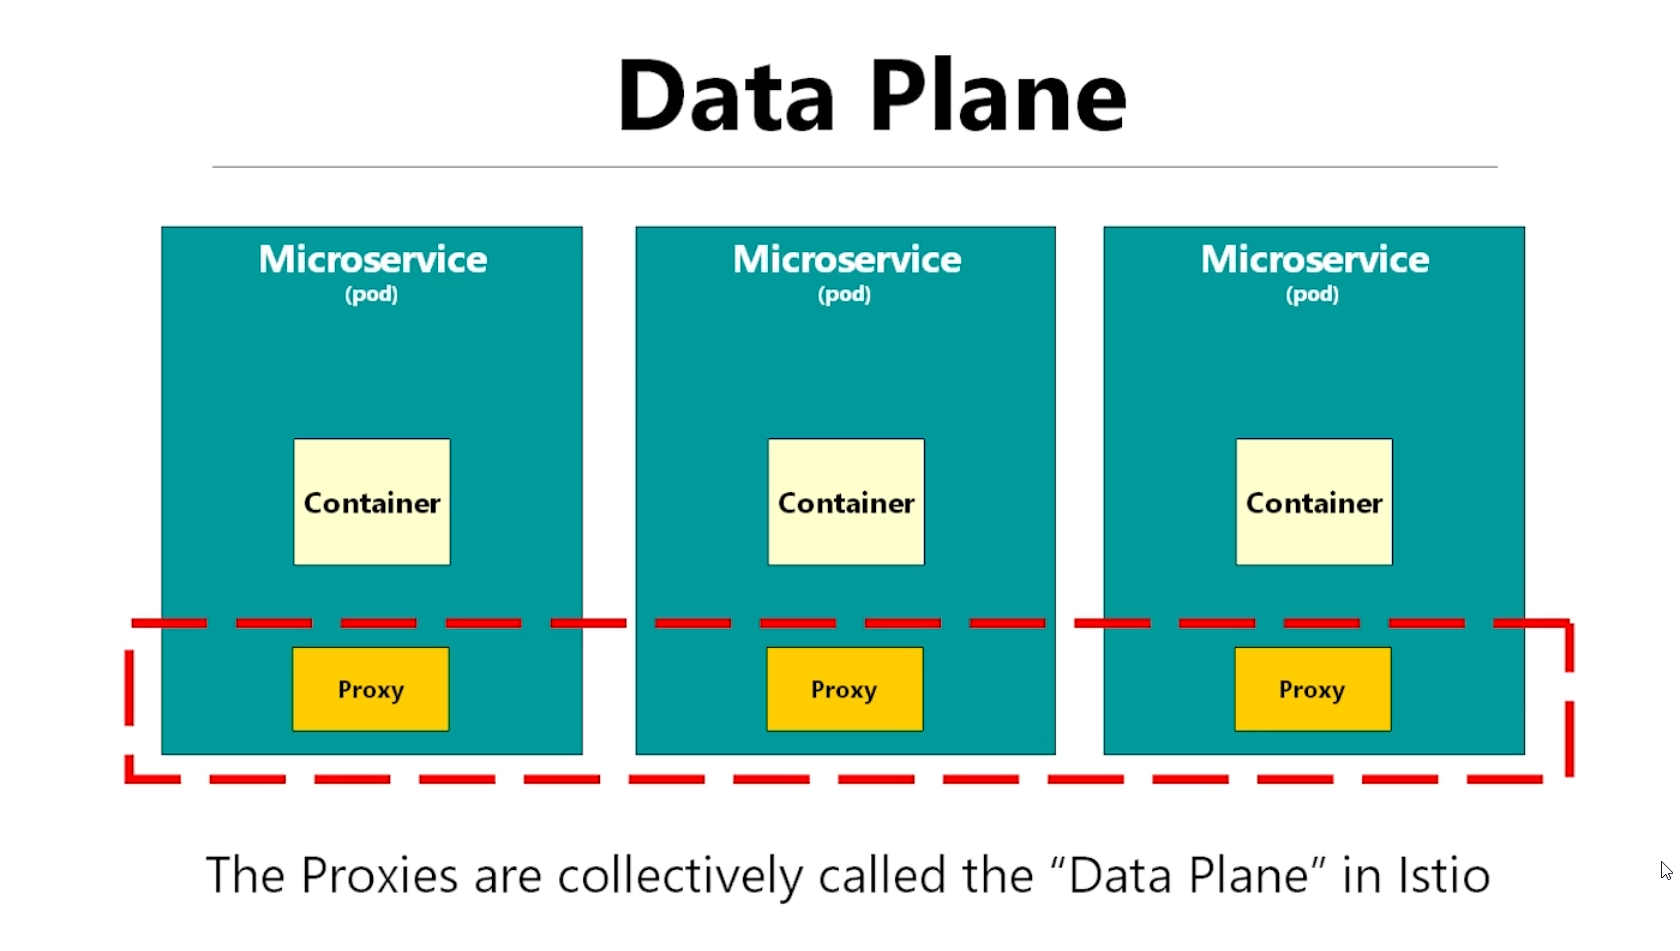 Data Plane
Microservice
(pod)
Microservice
(pod)
Microservice
(pod)
Container
Container
Container
Proxy
Proxy
Proxy
The Proxies are collectively called the “Data Plane” in Istio